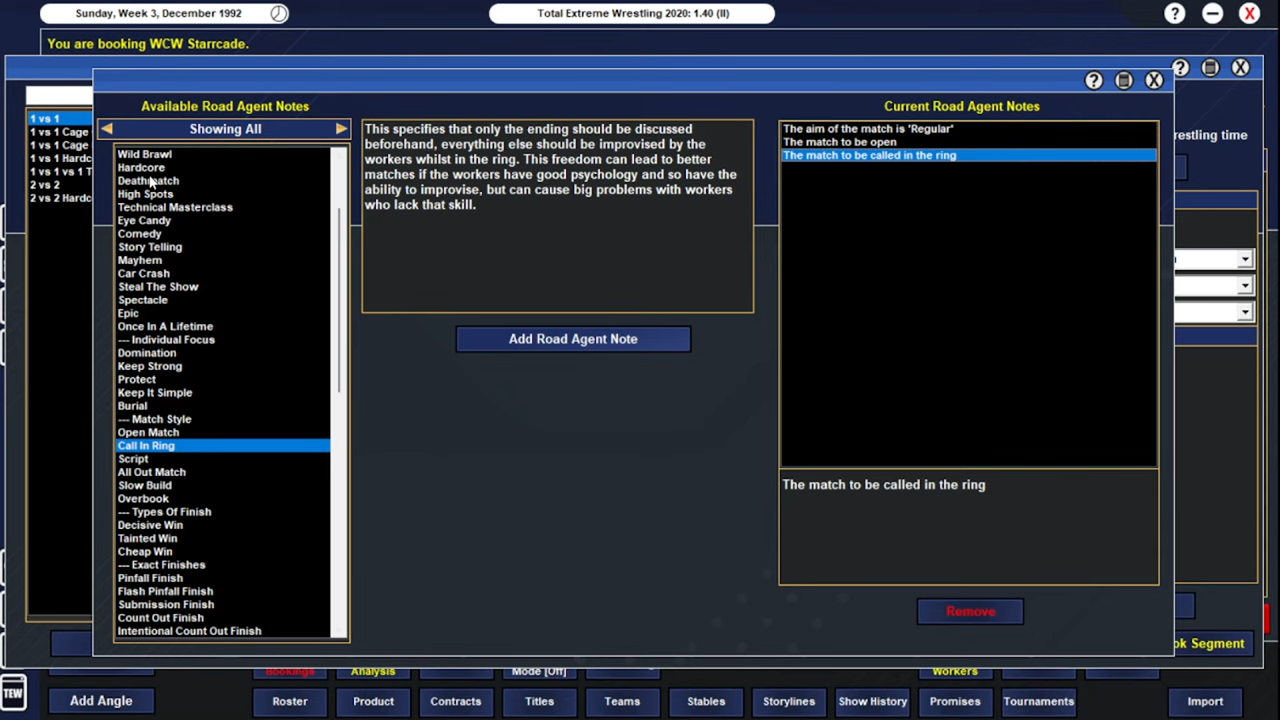 Sunday, Week 3, December 1992
Total Extreme Wrestling 2020: 1.40 (II)
You are booking WCW Starrcade.
Available Road Agent Notes
Current Road Agent Notes
Showing All
1 vs 1
1 vs 1 Cage
1 vs 1 Cage
1 vs 1 Hardc
1 vs 1 vs 1 T
2 vs 2
2 vs 2 Hardc
Wild Brawl
Hardcore
Deathmatch
High Spots
Technical Masterclass
Eye Candy
Comedy
Story Telling
Mayhem
Car Crash
Steal The Show
Spectacle
Epic
Once In A Lifetime
--- Individual Focus
Domination
Keep Strong
Protect
Keep It Simple
Burial
--- Match Style
Open Match
Call In Ring
Script
All Out Match
Slow Build
Overbook
--- Types Of Finish
Decisive Win
Tainted Win
Cheap Win
--- Exact Finishes
Pinfall Finish
Flash Pinfall Finish
Submission Finish
Count Out Finish
Intentional Count Out Finish
This specifies that only the ending should be discussed
beforehand, everything else should be improvised by the
workers whilst in the ring. This freedom can lead to better
matches if the workers have good psychology and so have the
ability to improvise, but can cause big problems with workers
who lack that skill.
Add Road Agent Note
The aim of the match is 'Regular'
The match to be open
The match to be called in the ring
The match to be called in the ring
Remove
restling time
ok Segment
Bookings
Analysis
Mode [Off]
Workers
TEW
Add Angle
Roster
Product
Contracts
Titles
Teams
Stables
Storylines
Show History
Promises
Tournaments
Import